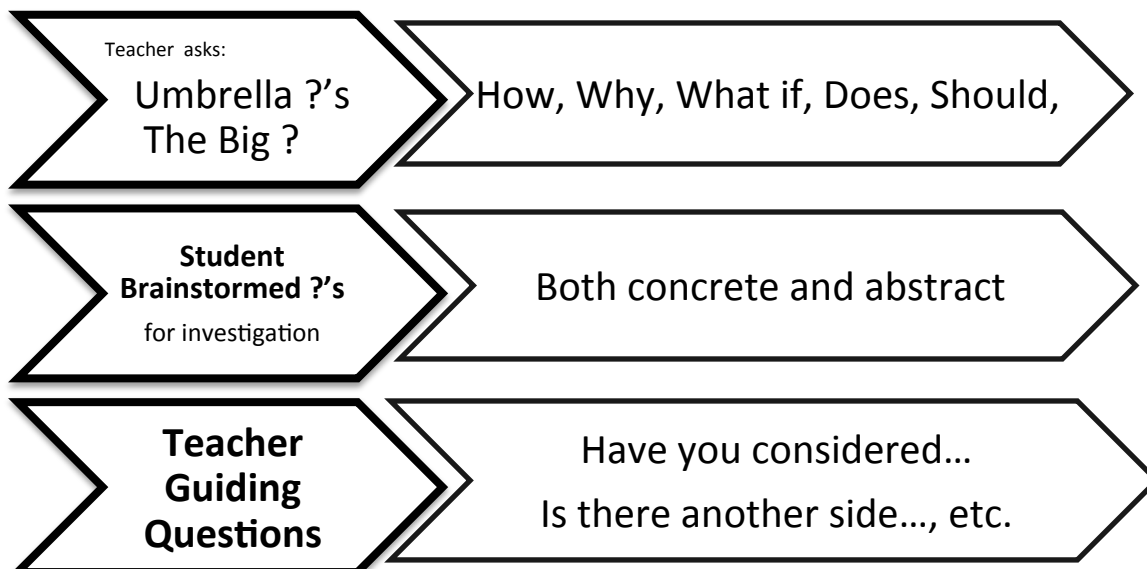 Teacher asks:
Umbrella ?’s
The Big ?
How, Why, What if, Does, Should,
Student
Brainstormed ?’s
for investigation
Both concrete and abstract
Teacher
Guiding
Questions
Have you considered…
Is there another side…, etc.